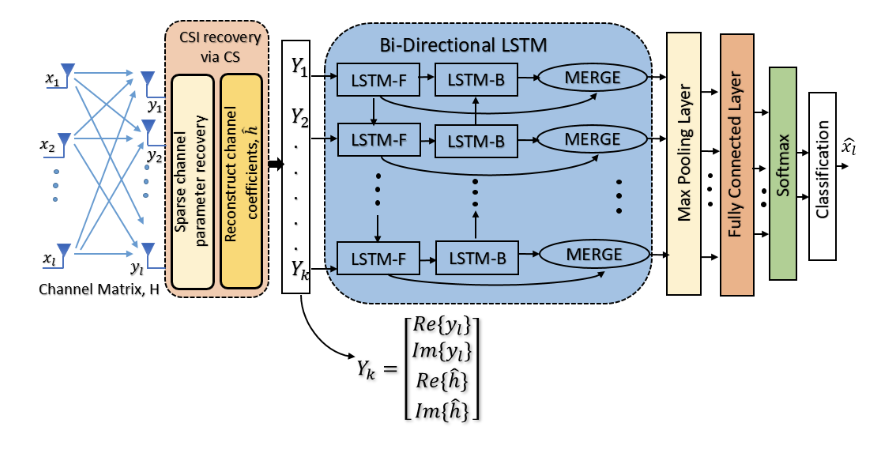 x₁
x₂
xₗ
y₁
y₂
yₗ
Channel Matrix, H
CSI recovery
via CS
Sparse channel
parameter recovery
Reconstruct channel
coefficients, ĥ
Y₁
Y₂
.
.
.
.
Yₖ
Bi-Directional LSTM
LSTM-F LSTM-B MERGE
LSTM-F LSTM-B MERGE
LSTM-F LSTM-B MERGE
Max Pooling Layer
Fully Connected Layer
Softmax
Classification
x̂ₗ
Yₖ = [Re{yₗ}
Im{yₗ}
Re{ĥ}
Im{ĥ}]